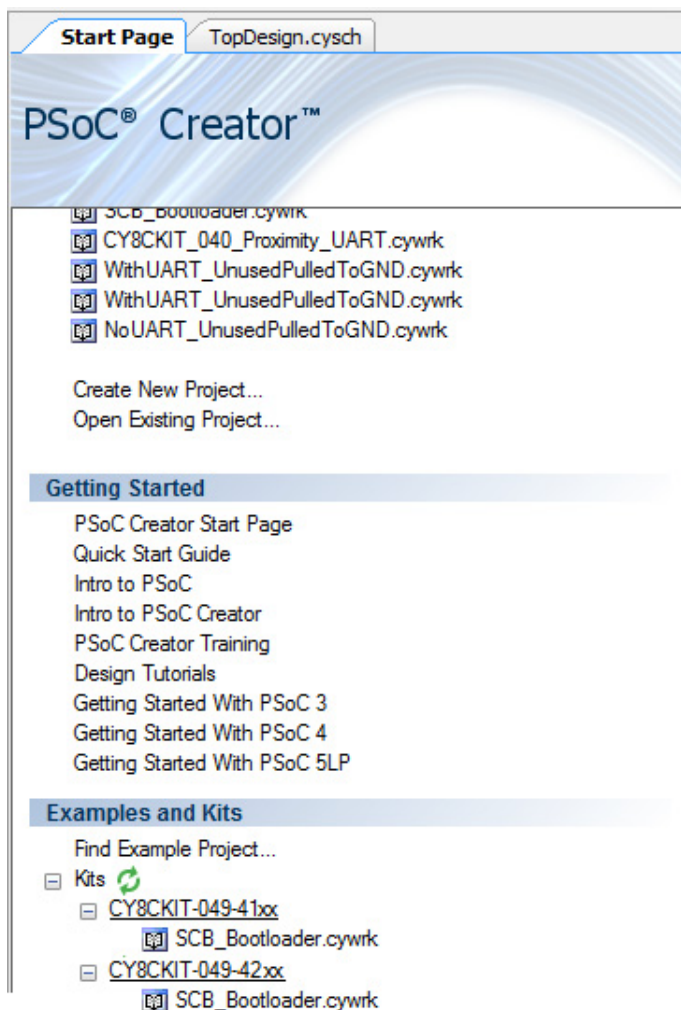 Start Page TopDesign.cysch
PSoC® Creator™
SCB_Bootloader.cywrk
CY8CKIT_040_Proximity_UART.cywrk
WithUART_UnusedPulledToGND.cywrk
WithUART_UnusedPulledToGND.cywrk
NoUART_UnusedPulledToGND.cywrk
Create New Project...
Open Existing Project...
Getting Started
PSoC Creator Start Page
Quick Start Guide
Intro to PSoC
Intro to PSoC Creator
PSoC Creator Training
Design Tutorials
Getting Started With PSoC 3
Getting Started With PSoC 4
Getting Started With PSoC 5LP
Examples and Kits
Find Example Project...
Kits
CY8CKIT-049-41xx
SCB_Bootloader.cywrk
CY8CKIT-049-42xx
SCB_Bootloader.cywrk